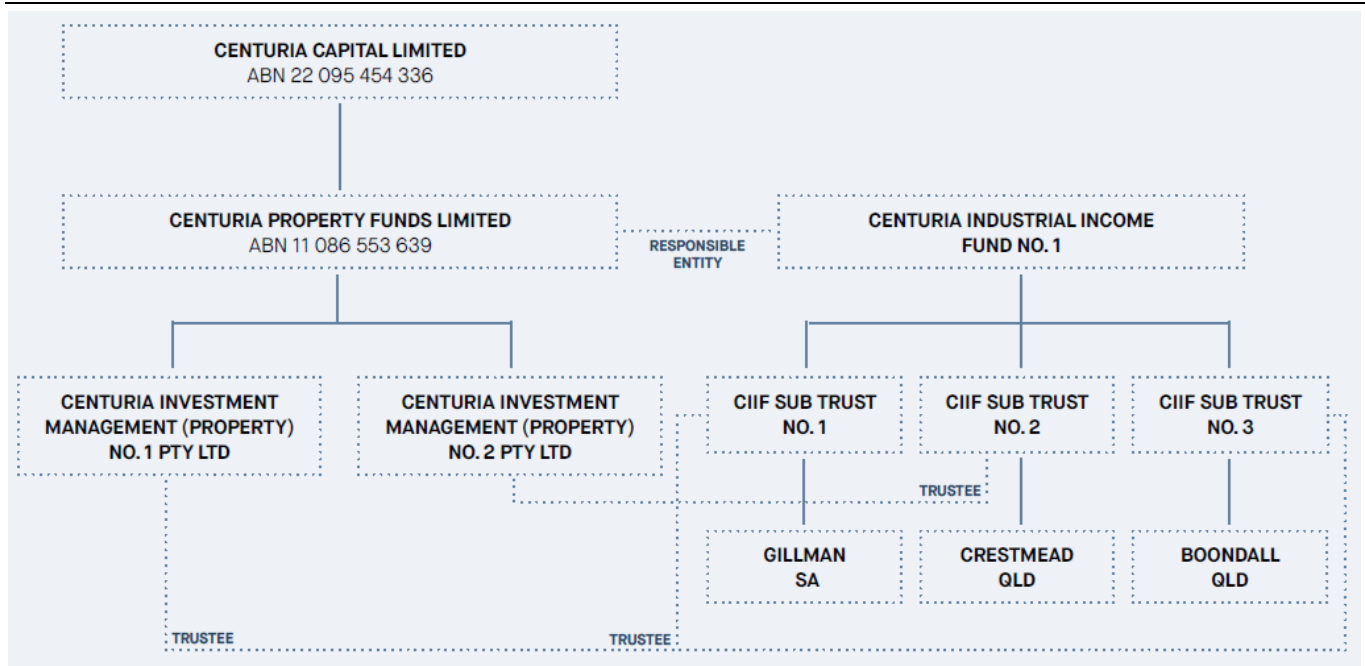 CENTURIA CAPITAL LIMITED
ABN 22 095 454 336
CENTURIA PROPERTY FUNDS LIMITED
ABN 11 086 553 639
RESPONSIBLE
ENTITY
CENTURIA INDUSTRIAL INCOME
FUND NO. 1
CENTURIA INVESTMENT
MANAGEMENT (PROPERTY)
NO. 1 PTY LTD
CENTURIA INVESTMENT
MANAGEMENT (PROPERTY)
NO. 2 PTY LTD
CIIF SUB TRUST
NO. 1
CIIF SUB TRUST
NO. 2
CIIF SUB TRUST
NO. 3
TRUSTEE
GILLMAN
SA
CRESTMEAD
QLD
BOONDALL
QLD
TRUSTEE
TRUSTEE